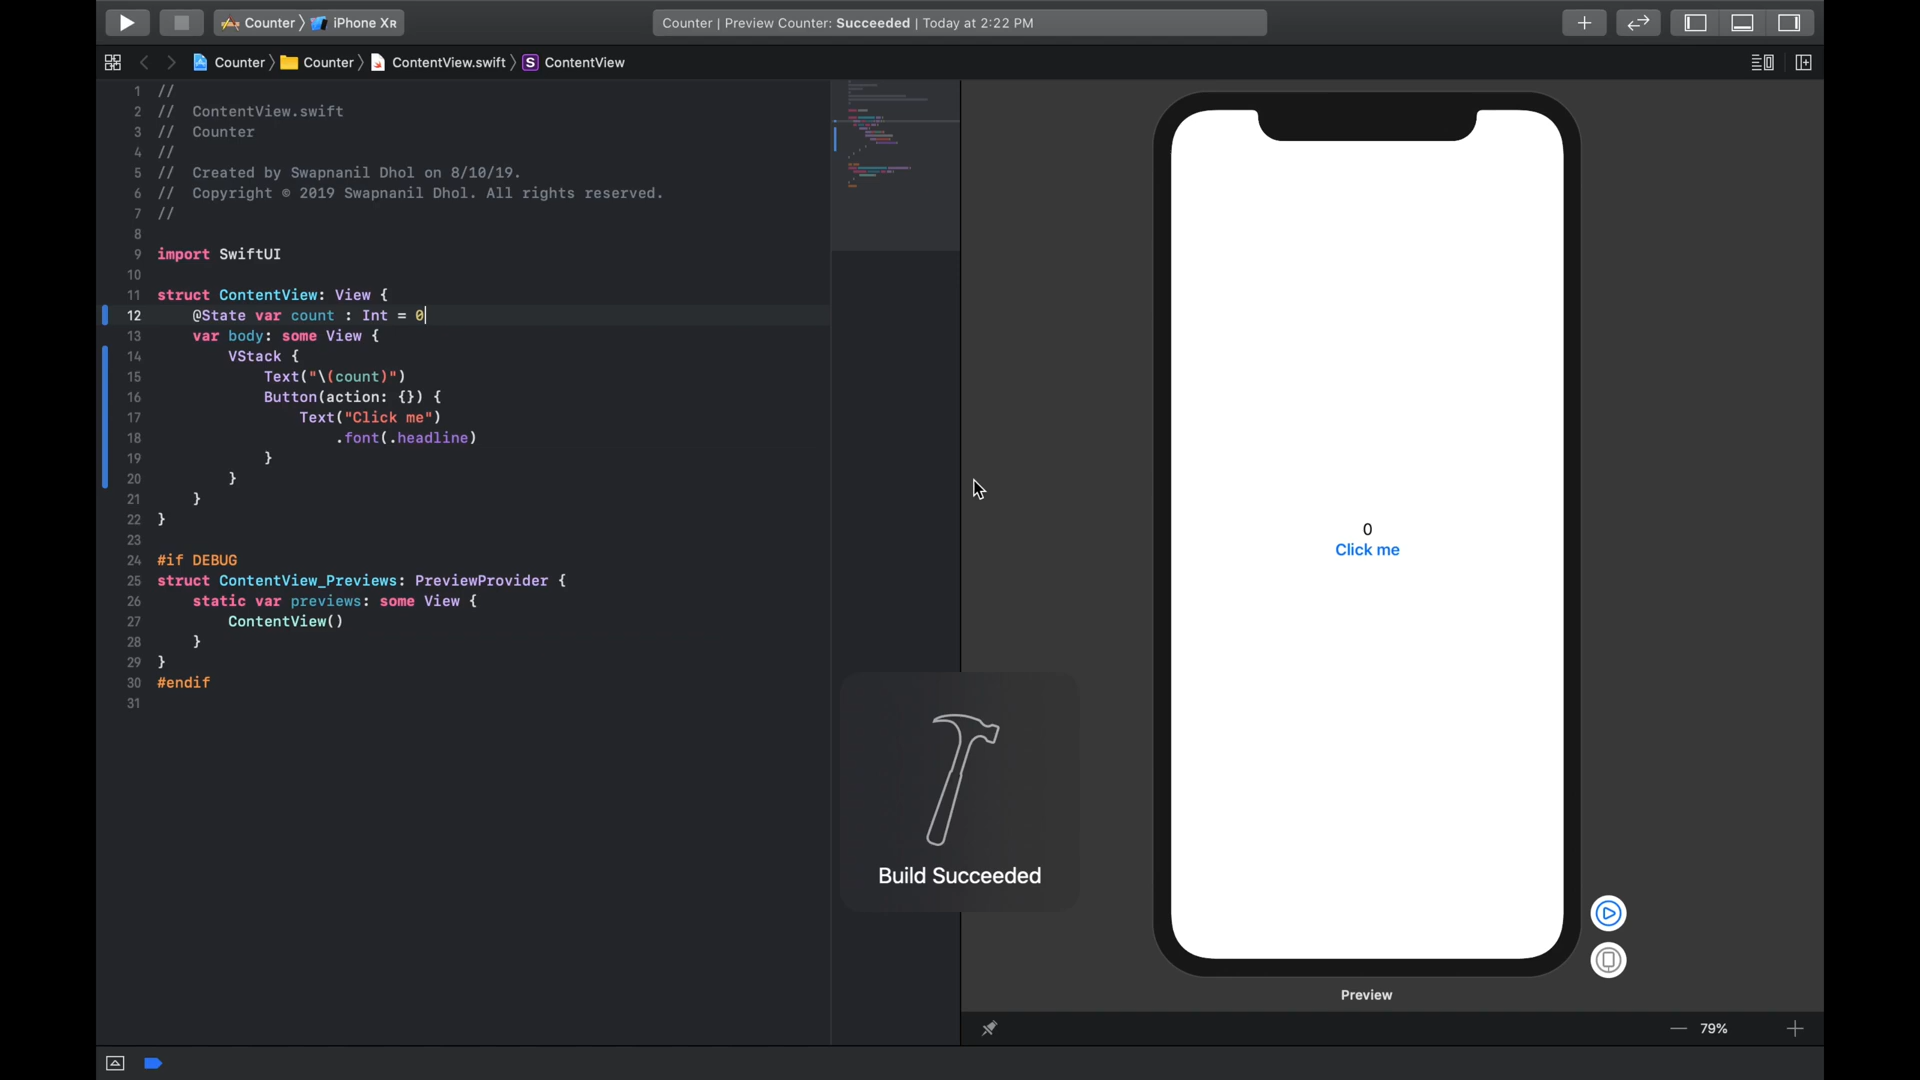 Counter 〉 iPhone XR
Counter | Preview Counter: Succeeded | Today at 2:22 PM
Counter 〉 Counter 〉 ContentView.swift 〉 S ContentView
1 //
2 //  ContentView.swift
3 //  Counter
4 //
5 //  Created by Swapnanil Dhol on 8/10/19.
6 //  Copyright © 2019 Swapnanil Dhol. All rights reserved.
7 //
8
9 import SwiftUI
10
11 struct ContentView: View {
12     @State var count : Int = 0
13     var body: some View {
14         VStack {
15             Text("\(count)")
16             Button(action: {}) {
17                 Text("Click me")
18                     .font(.headline)
19             }
20         }
21     }
22 }
23
24 #if DEBUG
25 struct ContentView_Previews: PreviewProvider {
26     static var previews: some View {
27         ContentView()
28     }
29 }
30 #endif
31
0
Click me
Build Succeeded
Preview
79%